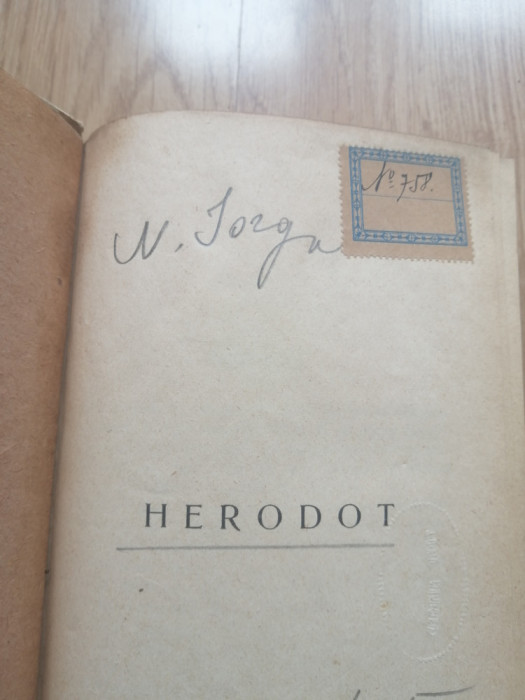 Nº 758.
N. Iorga
HERODOT